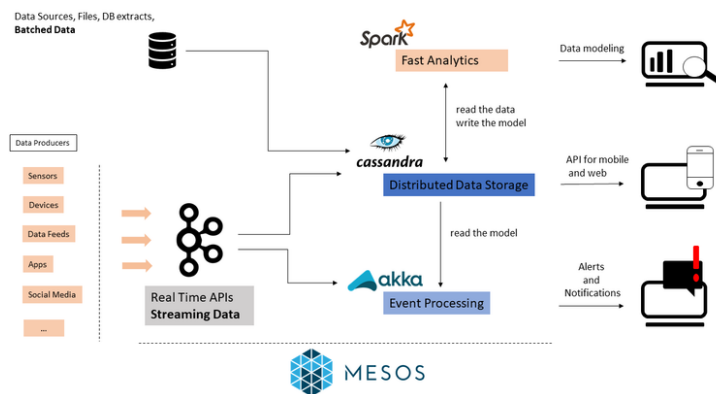 Data Sources, Files, DB extracts,
Batched Data
Spark
Fast Analytics
Data modeling
read the data
write the model
Data Producers
Sensors
Devices
Data Feeds
Apps
Social Media
...
cassandra
Distributed Data Storage
API for mobile
and web
read the model
Real Time APIs
Streaming Data
akka
Event Processing
Alerts
and
Notifications
MESOS